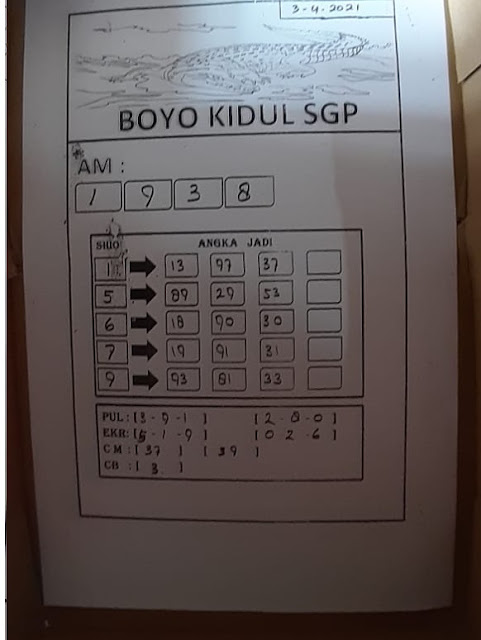 3-4.2021
BOYO KIDUL SGP
AM :
1 9 3 8
SHIO ANGKA JADI
1 13 97 37
5 89 29 53
6 18 90 30
7 19 91 31
9 93 81 33
PUL: [3-9-1 ] [2-8-0]
EKR: [5-1-9] [0 2-6]
CM : [ 37 ] [ 39 ]
CB : [ 3 ]